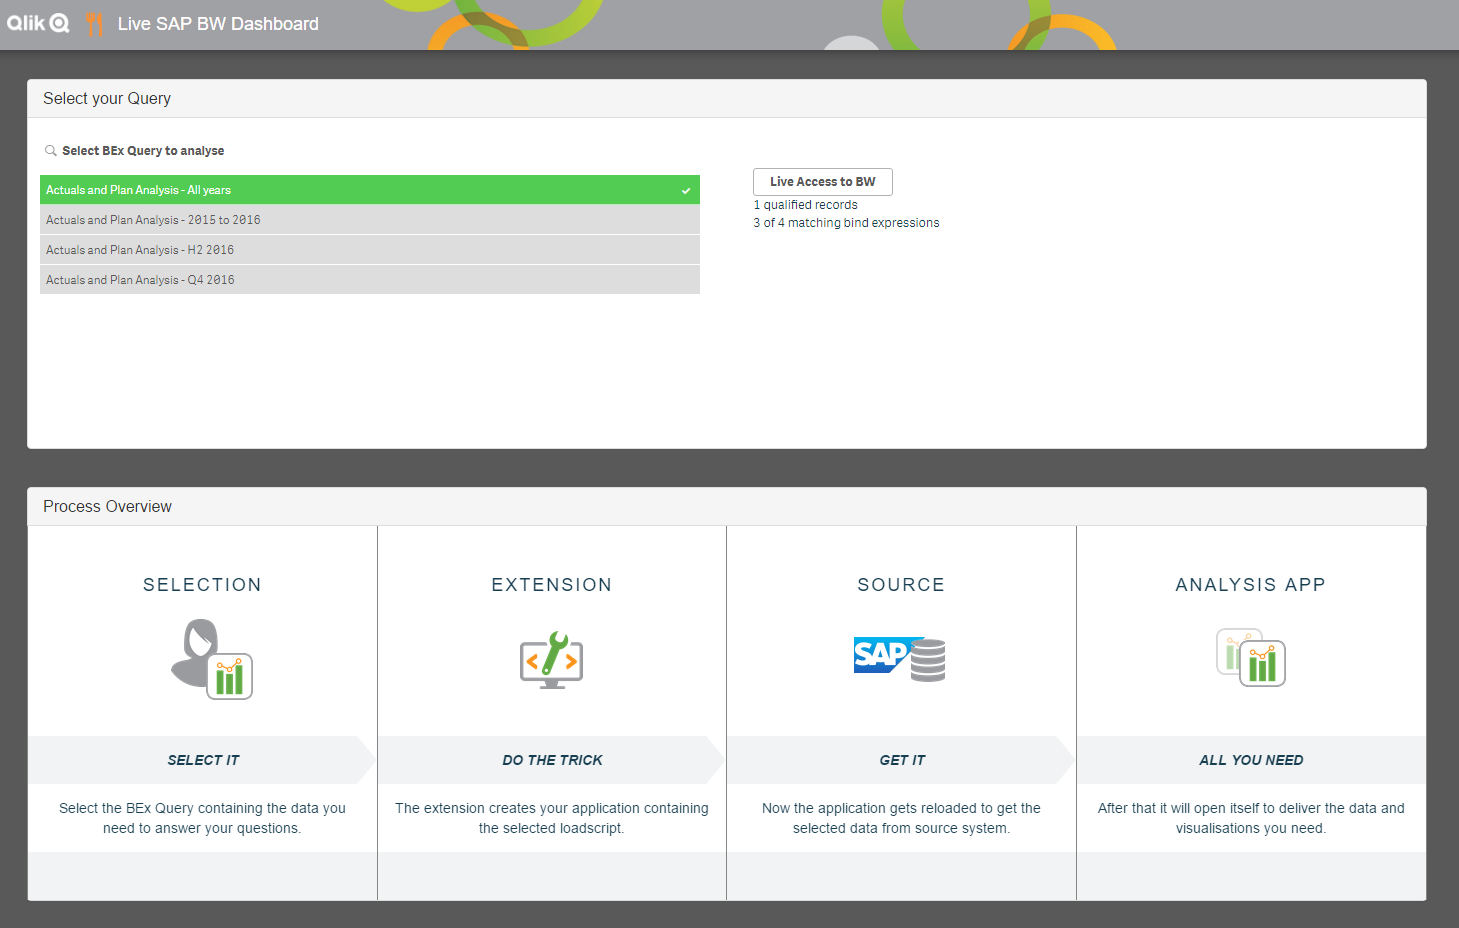 Qlik Live SAP BW Dashboard
Select your Query
Select BEx Query to analyse
Actuals and Plan Analysis - All years
Actuals and Plan Analysis - 2015 to 2016
Actuals and Plan Analysis - H2 2016
Actuals and Plan Analysis - Q4 2016
Live Access to BW
1 qualified records
3 of 4 matching bind expressions
Process Overview
SELECTION
SELECT IT
Select the BEx Query containing the data you
need to answer your questions.
EXTENSION
DO THE TRICK
The extension creates your application containing
the selected loadscript.
SOURCE
SAP
GET IT
Now the application gets reloaded to get the
selected data from source system.
ANALYSIS APP
ALL YOU NEED
After that it will open itself to deliver the data and
visualisations you need.